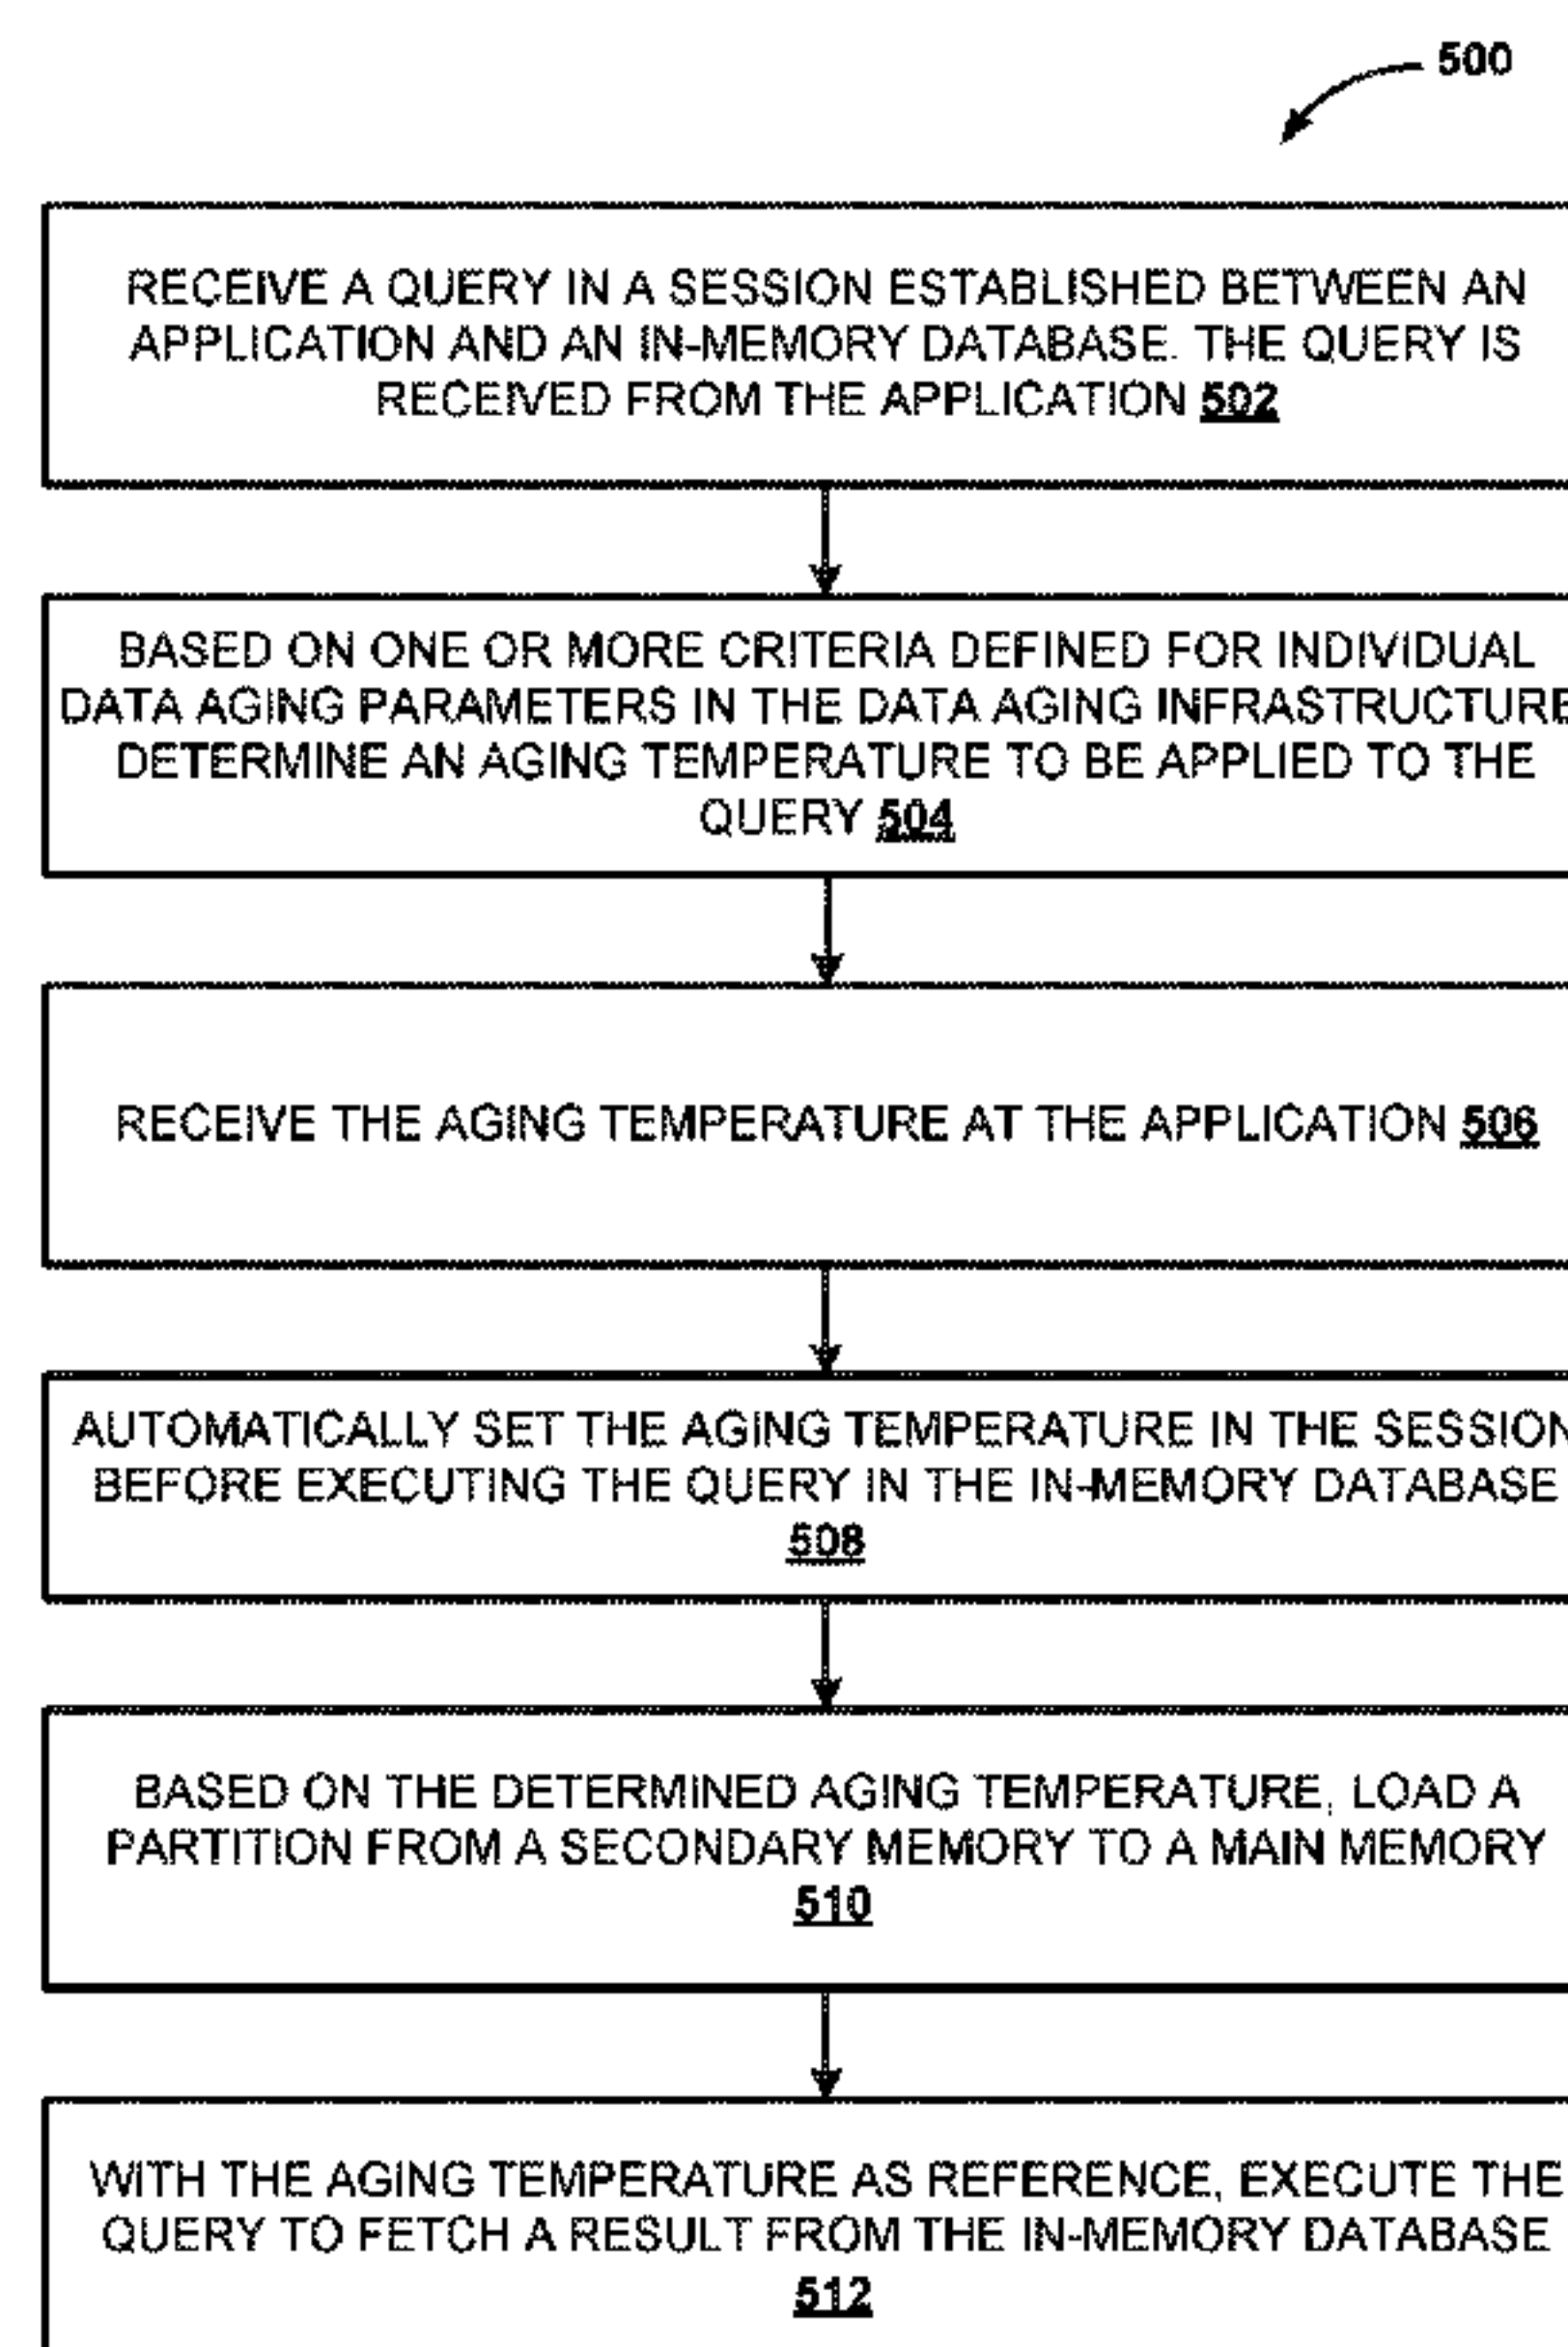 500
RECEIVE A QUERY IN A SESSION ESTABLISHED BETWEEN AN
APPLICATION AND AN IN-MEMORY DATABASE. THE QUERY IS
RECEIVED FROM THE APPLICATION 502
BASED ON ONE OR MORE CRITERIA DEFINED FOR INDIVIDUAL
DATA AGING PARAMETERS IN THE DATA AGING INFRASTRUCTURE
DETERMINE AN AGING TEMPERATURE TO BE APPLIED TO THE
QUERY 504
RECEIVE THE AGING TEMPERATURE AT THE APPLICATION 506
AUTOMATICALLY SET THE AGING TEMPERATURE IN THE SESSION
BEFORE EXECUTING THE QUERY IN THE IN-MEMORY DATABASE
508
BASED ON THE DETERMINED AGING TEMPERATURE, LOAD A
PARTITION FROM A SECONDARY MEMORY TO A MAIN MEMORY
510
WITH THE AGING TEMPERATURE AS REFERENCE, EXECUTE THE
QUERY TO FETCH A RESULT FROM THE IN-MEMORY DATABASE
512